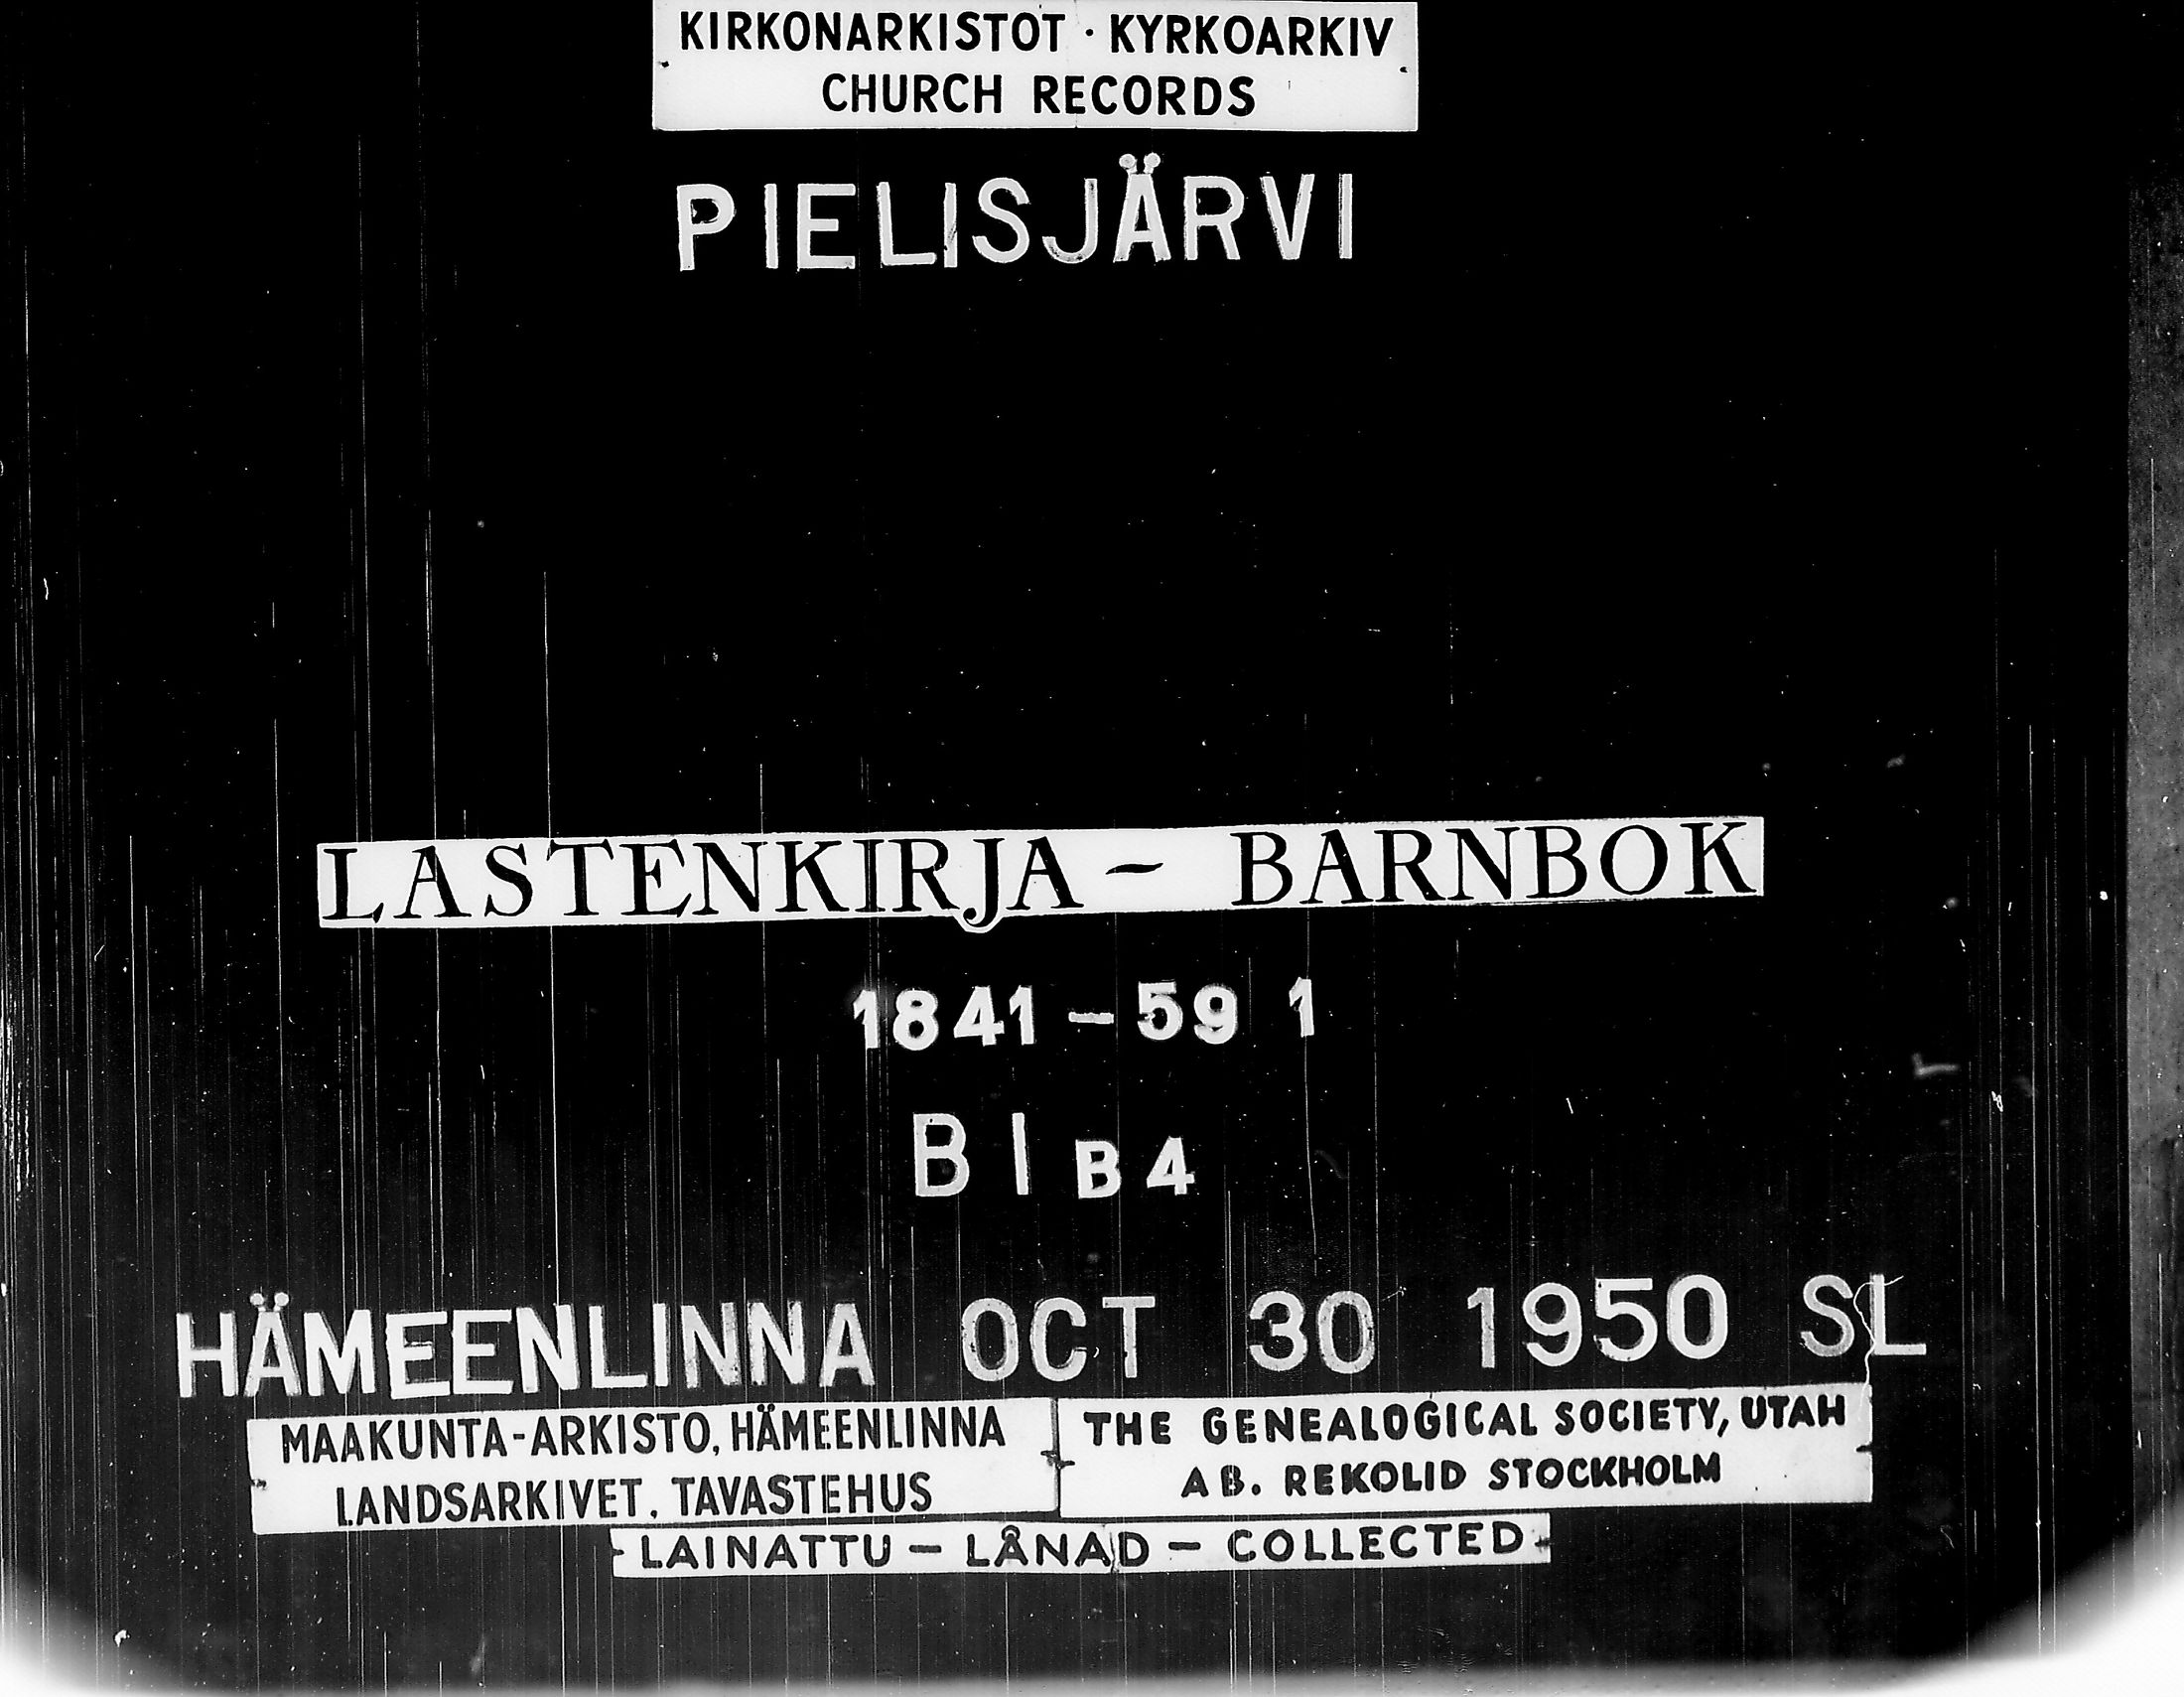 KIRKONARKISTOT · KYRKOARKIV
CHURCH RECORDS
PIELISJÄRVI
LASTENKIRJA - BARNBOK
1841-59 1
B I B4
HÄMEENLINNA OCT 30 1950 SL
MAAKUNTA-ARKISTO, HÄMEENLINNA
LANDSARKIVET. TAVASTEHUS
THE GENEALOGICAL SOCIETY, UTAH
AB. REKOLID STOCKHOLM
LAINATTU - LÅNAD - COLLECTED